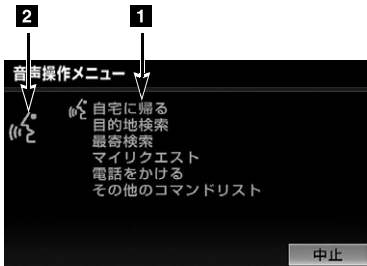 2 1
音声操作メニュー
自宅に帰る
目的地検索
最寄検索
マイリクエスト
電話をかける
その他のコマンドリスト
中止